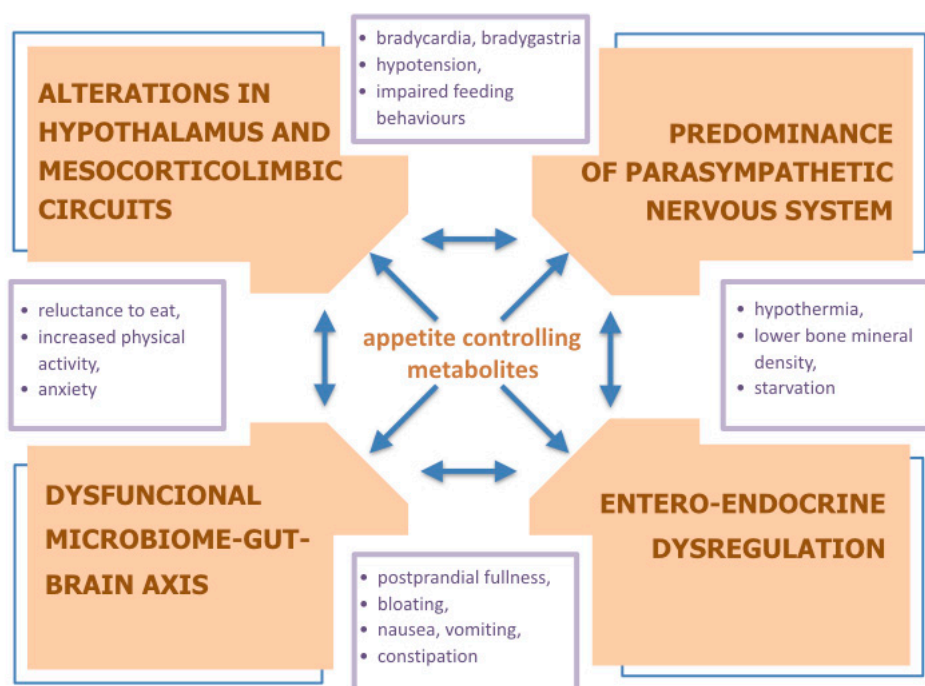 • bradycardia, bradygastria
• hypotension,
• impaired feeding
behaviours
ALTERATIONS IN
HYPOTHALAMUS AND
MESOCORTICOLIMBIC
CIRCUITS
PREDOMINANCE
OF PARASYMPATHETIC
NERVOUS SYSTEM
• reluctance to eat,
• increased physical
activity,
• anxiety
appetite controlling
metabolites
• hypothermia,
• lower bone mineral
density,
• starvation
DYSFUNCIONAL
MICROBIOME-GUT-
BRAIN AXIS
ENTERO-ENDOCRINE
DYSREGULATION
• postprandial fullness,
• bloating,
• nausea, vomiting,
• constipation